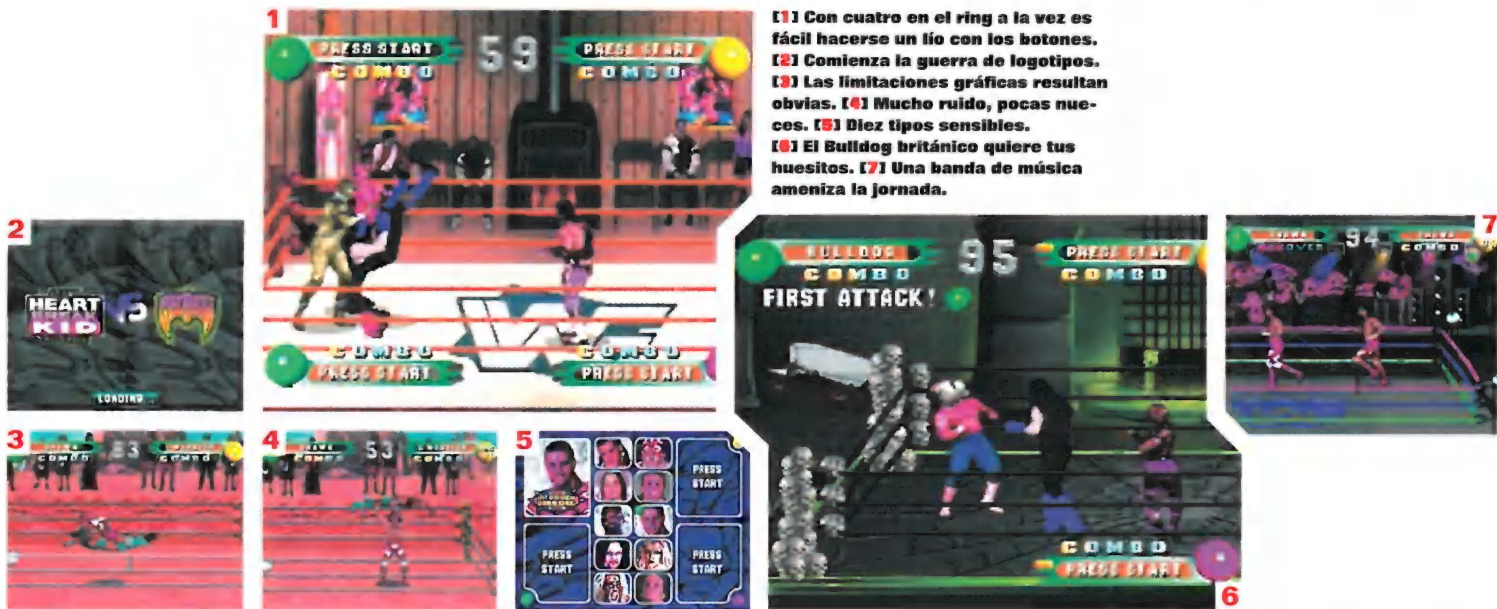 [1] Con cuatro en el ring a la vez es
fácil hacerse un lío con los botones.
[2] Comienza la guerra de logotipos.
[3] Las limitaciones gráficas resultan
obvias. [4] Mucho ruido, pocas nue-
ces. [5] Diez tipos sensibles.
[6] El Bulldog británico quiere tus
huesitos. [7] Una banda de música
ameniza la jornada.
1
PRESS START 59 PRESS START
COMBO COMBO
COMBO COMBO
PRESS START PRESS START
2
HEART
BREAK
KID
VS
LOADING
3
53
COMBO COMBO
4
53
COMBO COMBO
5
PRESS
START
PRESS
START
PRESS
START
BULLDOG 95 PRESS START
COMBO COMBO
FIRST ATTACK!
COMBO
PRESS START
6
7
94
COMBO